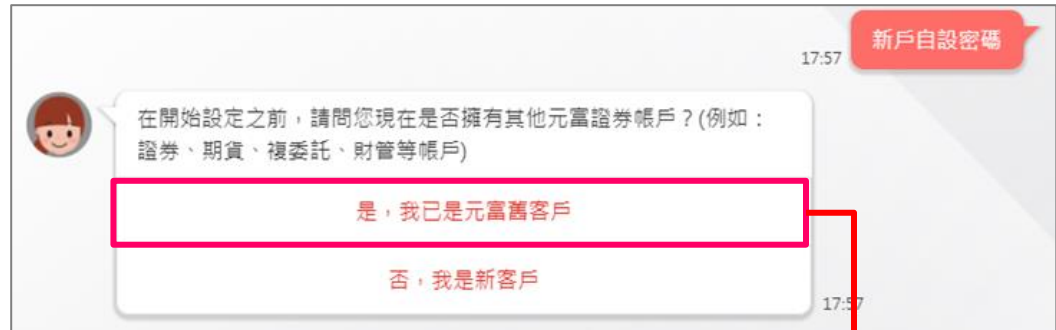 新戶自設密碼
17:57
在開始設定之前，請問您現在是否擁有其他元富證券帳戶？(例如：
證券、期貨、複委託、財管等帳戶)
是，我已是元富舊客戶
否，我是新客戶
17:57